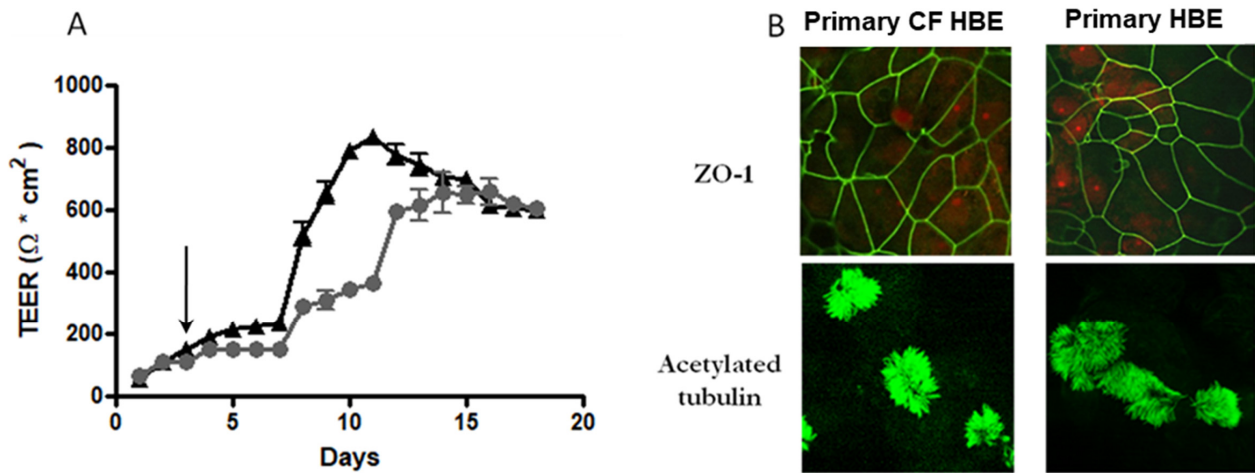 A
TEER (Ω * cm²)
1000
800
600
400
200
0
0 5 10 15 20
Days
B
Primary CF HBE Primary HBE
ZO-1
Acetylated
tubulin